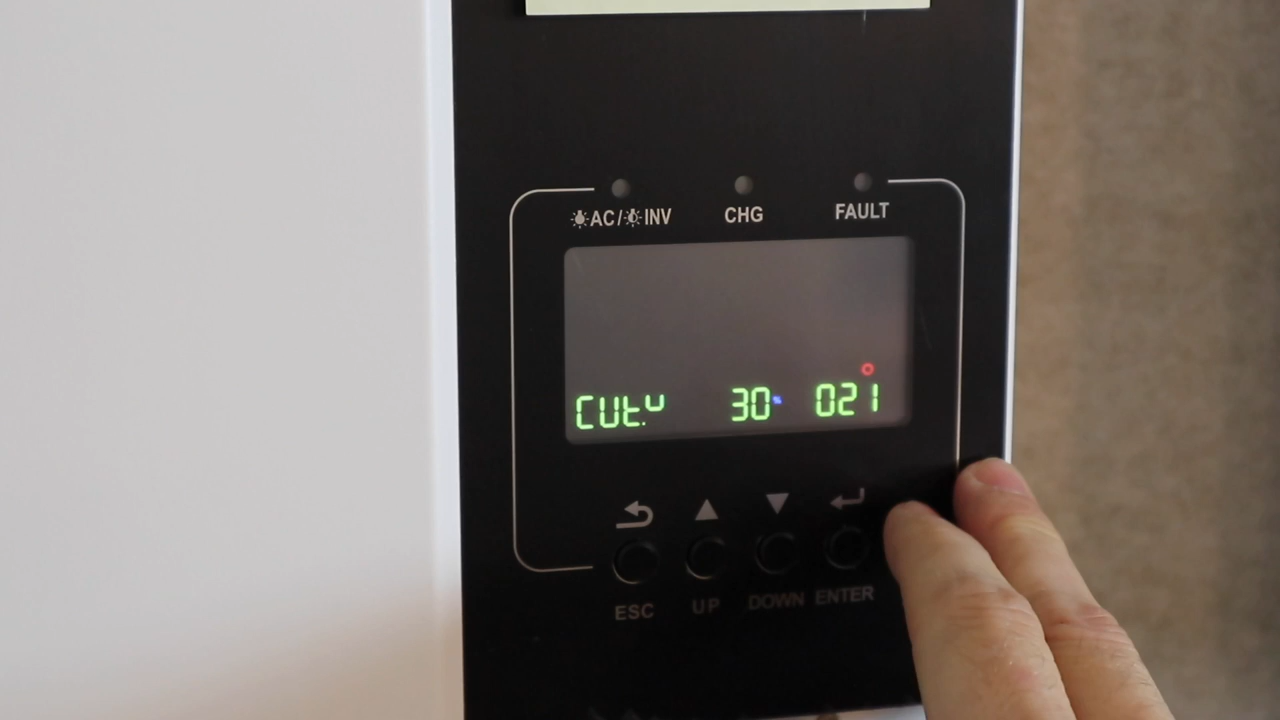 AC/ INV CHG FAULT
CUt.u 30% 021
ESC UP DOWN ENTER